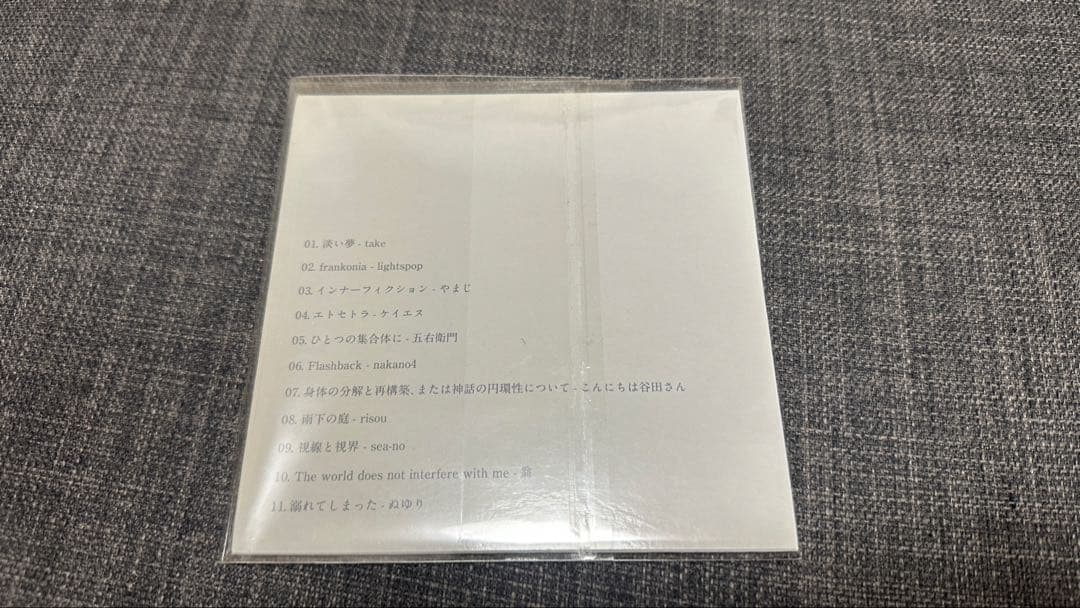 01. 淡い夢 - take
02. frankonia - lightspop
03. インナーフィクション - やまじ
04. エトセトラ - ケイエヌ
05. ひとつの集合体に - 五右衛門
06. Flashback - nakano4
07. 身体の分解と再構築、または神話の円環性について - こんにちは谷田さん
08. 雨下の庭 - risou
09. 視線と視界 - sea-no
10. The world does not interfere with me -
11. 溺れてしまった - ぬゆり